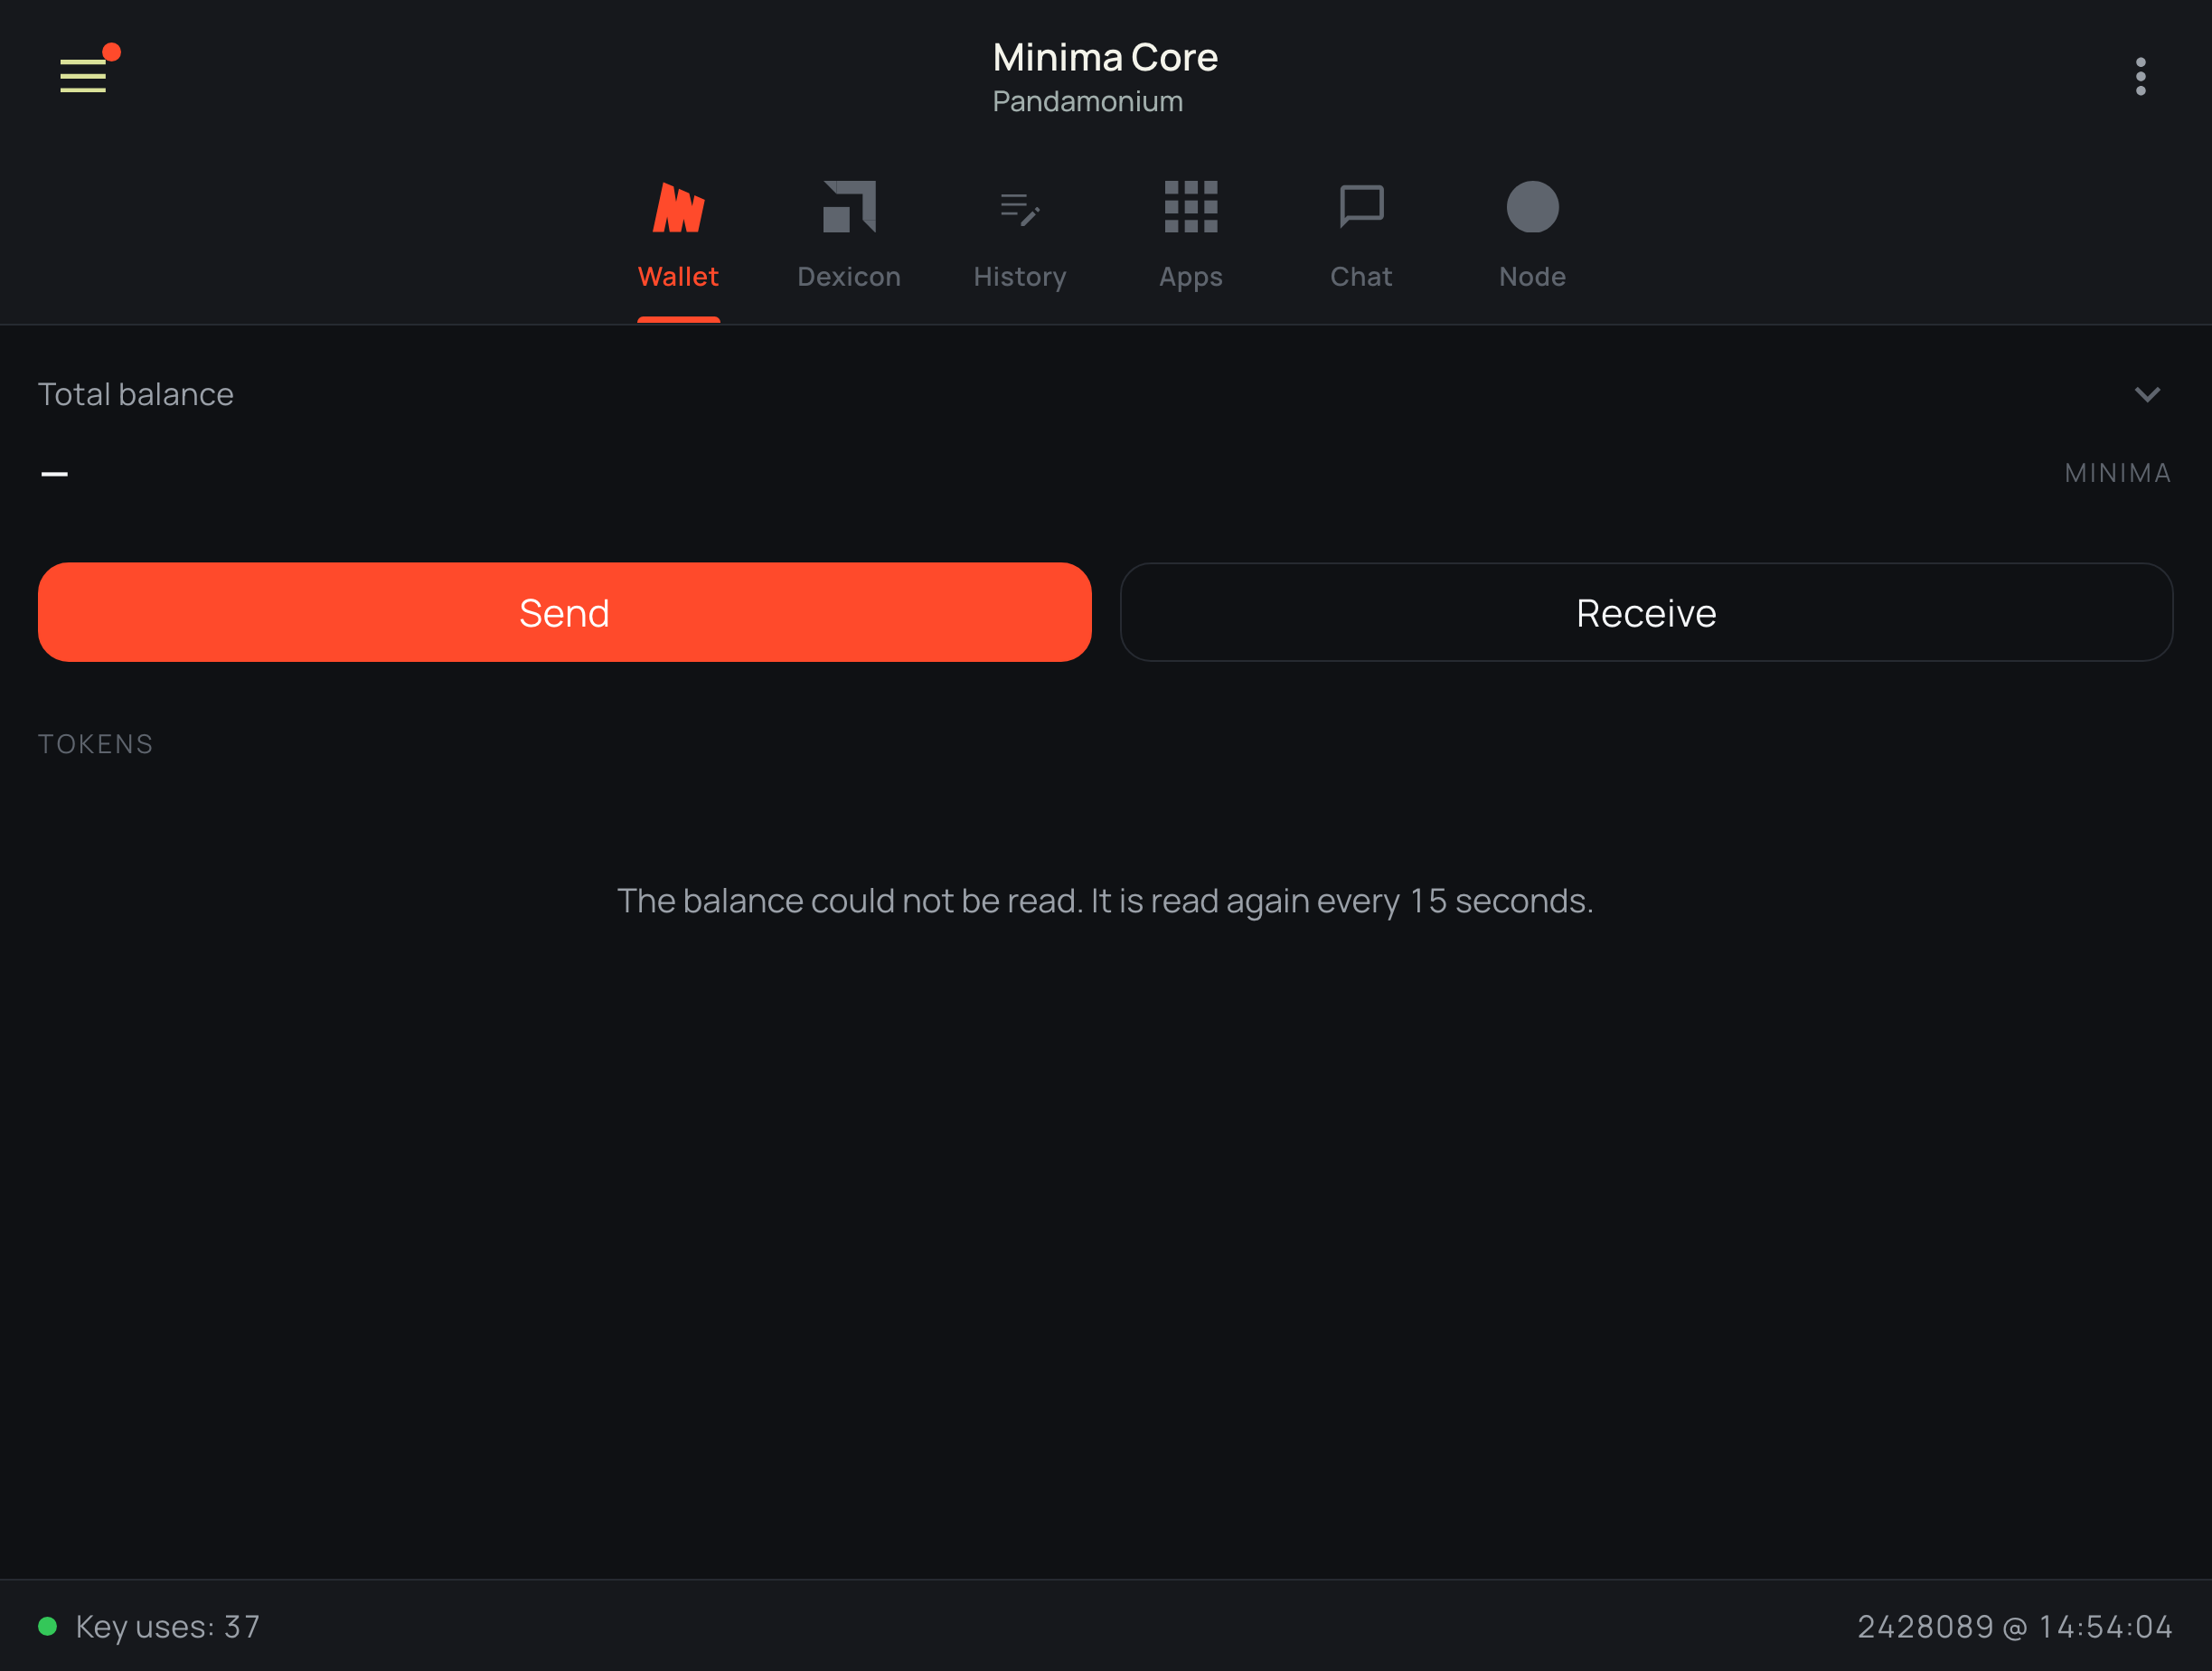 Minima Core
Pandamonium
Wallet
Dexicon
History
Apps
Chat
Node
Total balance
–
MINIMA
Send
Receive
TOKENS
The balance could not be read. It is read again every 15 seconds.
Key uses: 37
2428089 @ 14:54:04